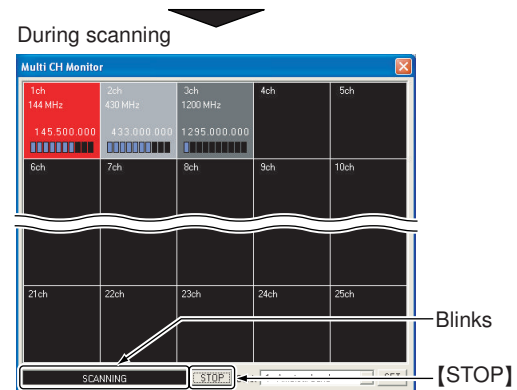 During scanning
Multi CH Monitor
1ch 2ch 3ch 4ch 5ch
144 MHz 430 MHz 1200 MHz
145.500.000 433.000.000 1295.000.000
6ch 7ch 8ch 9ch 10ch
21ch 22ch 23ch 24ch 25ch
Blinks
SCANNING STOP
【STOP】